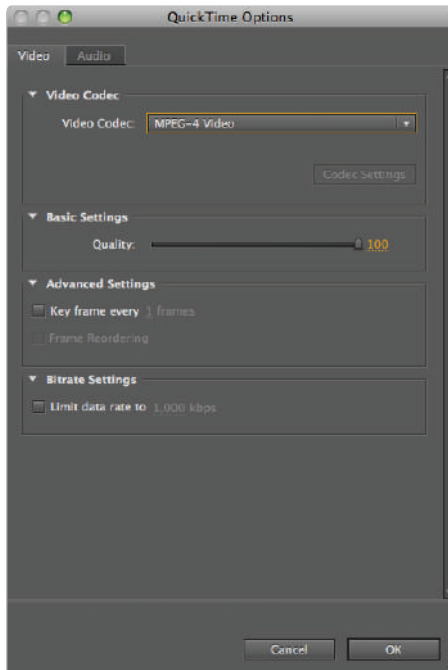 QuickTime Options
Video Audio
Video Codec
Video Codec: MPEG-4 Video
Codec Settings
Basic Settings
Quality: 100
Advanced Settings
Key frame every 1 frames
Frame Reordering
Bitrate Settings
Limit data rate to 1,000 kbps
Cancel OK